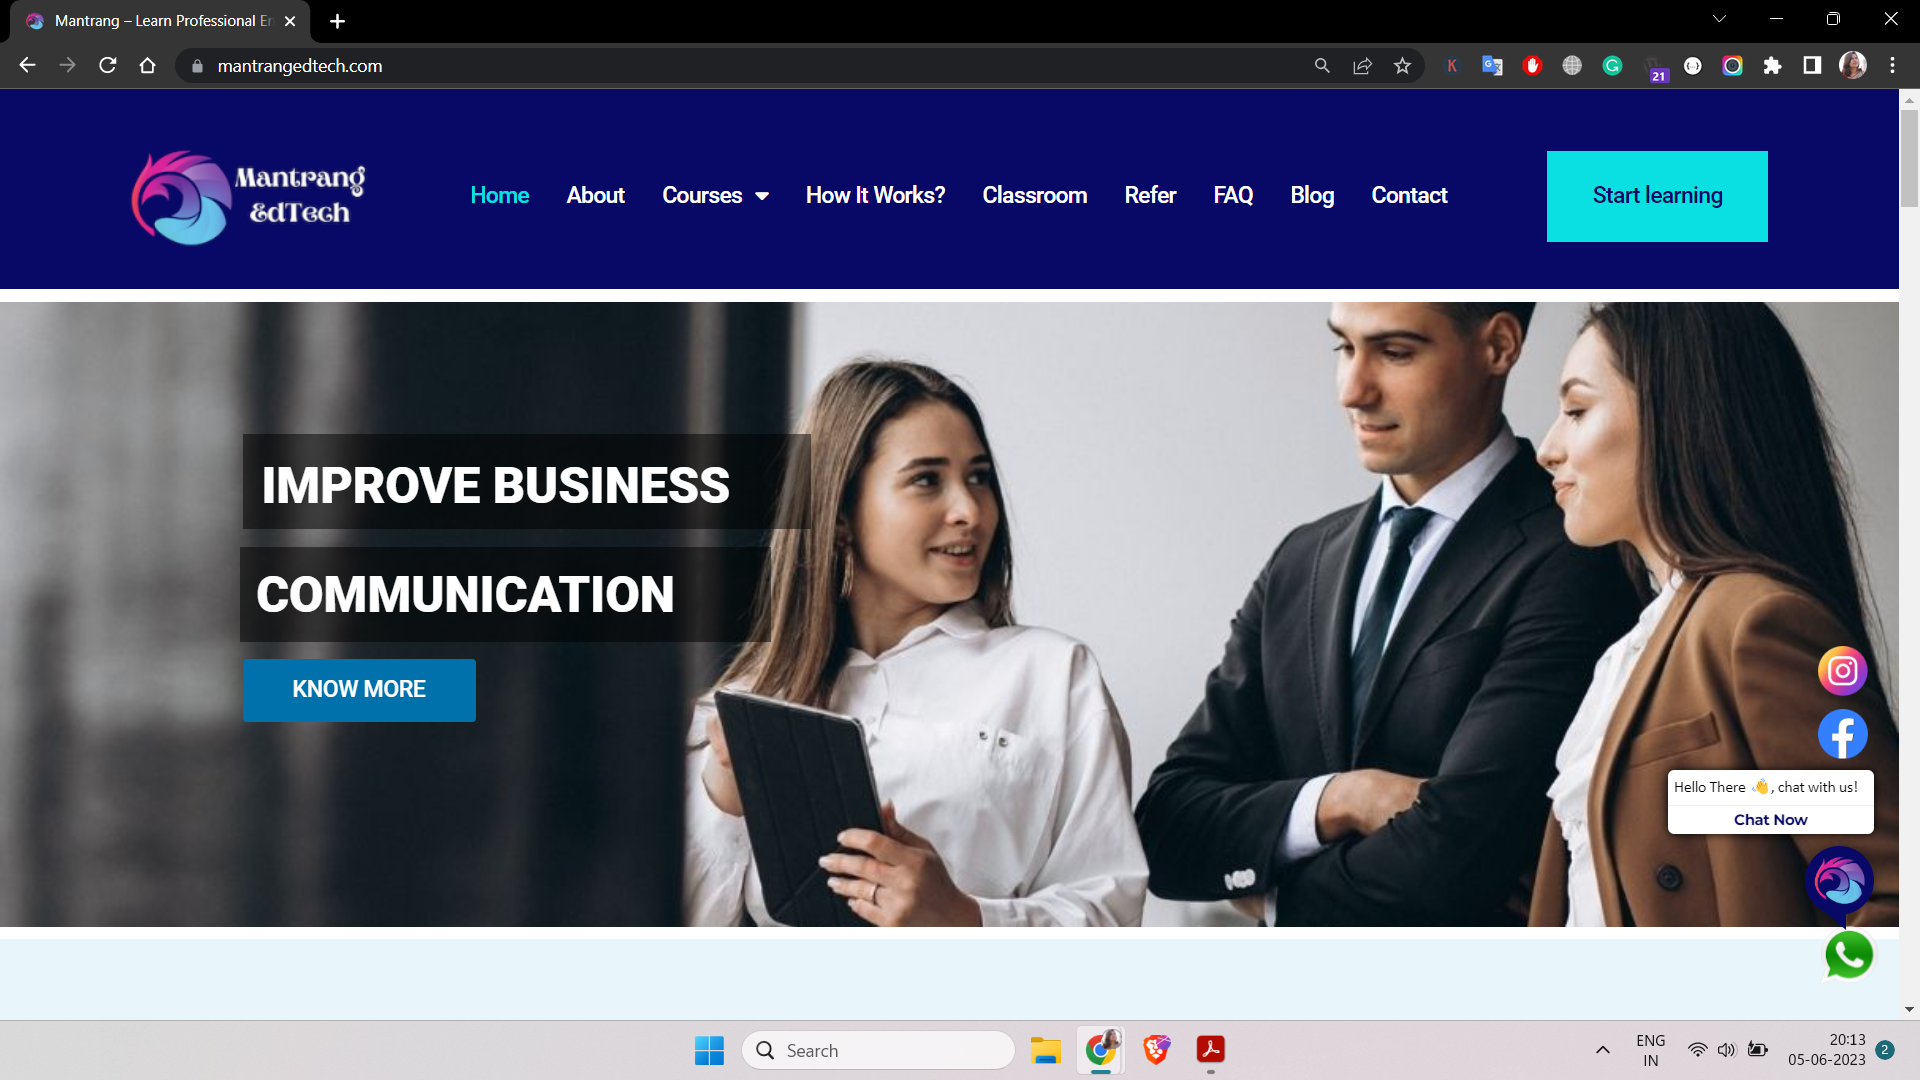 Mantrang – Learn Professional En
mantrangedtech.com
21
Mantrang
EdTech
Home About Courses How It Works? Classroom Refer FAQ Blog Contact
Start learning
IMPROVE BUSINESS
COMMUNICATION
KNOW MORE
Hello There 👋, chat with us!
Chat Now
Search
ENG
IN
20:13
05-06-2023
2